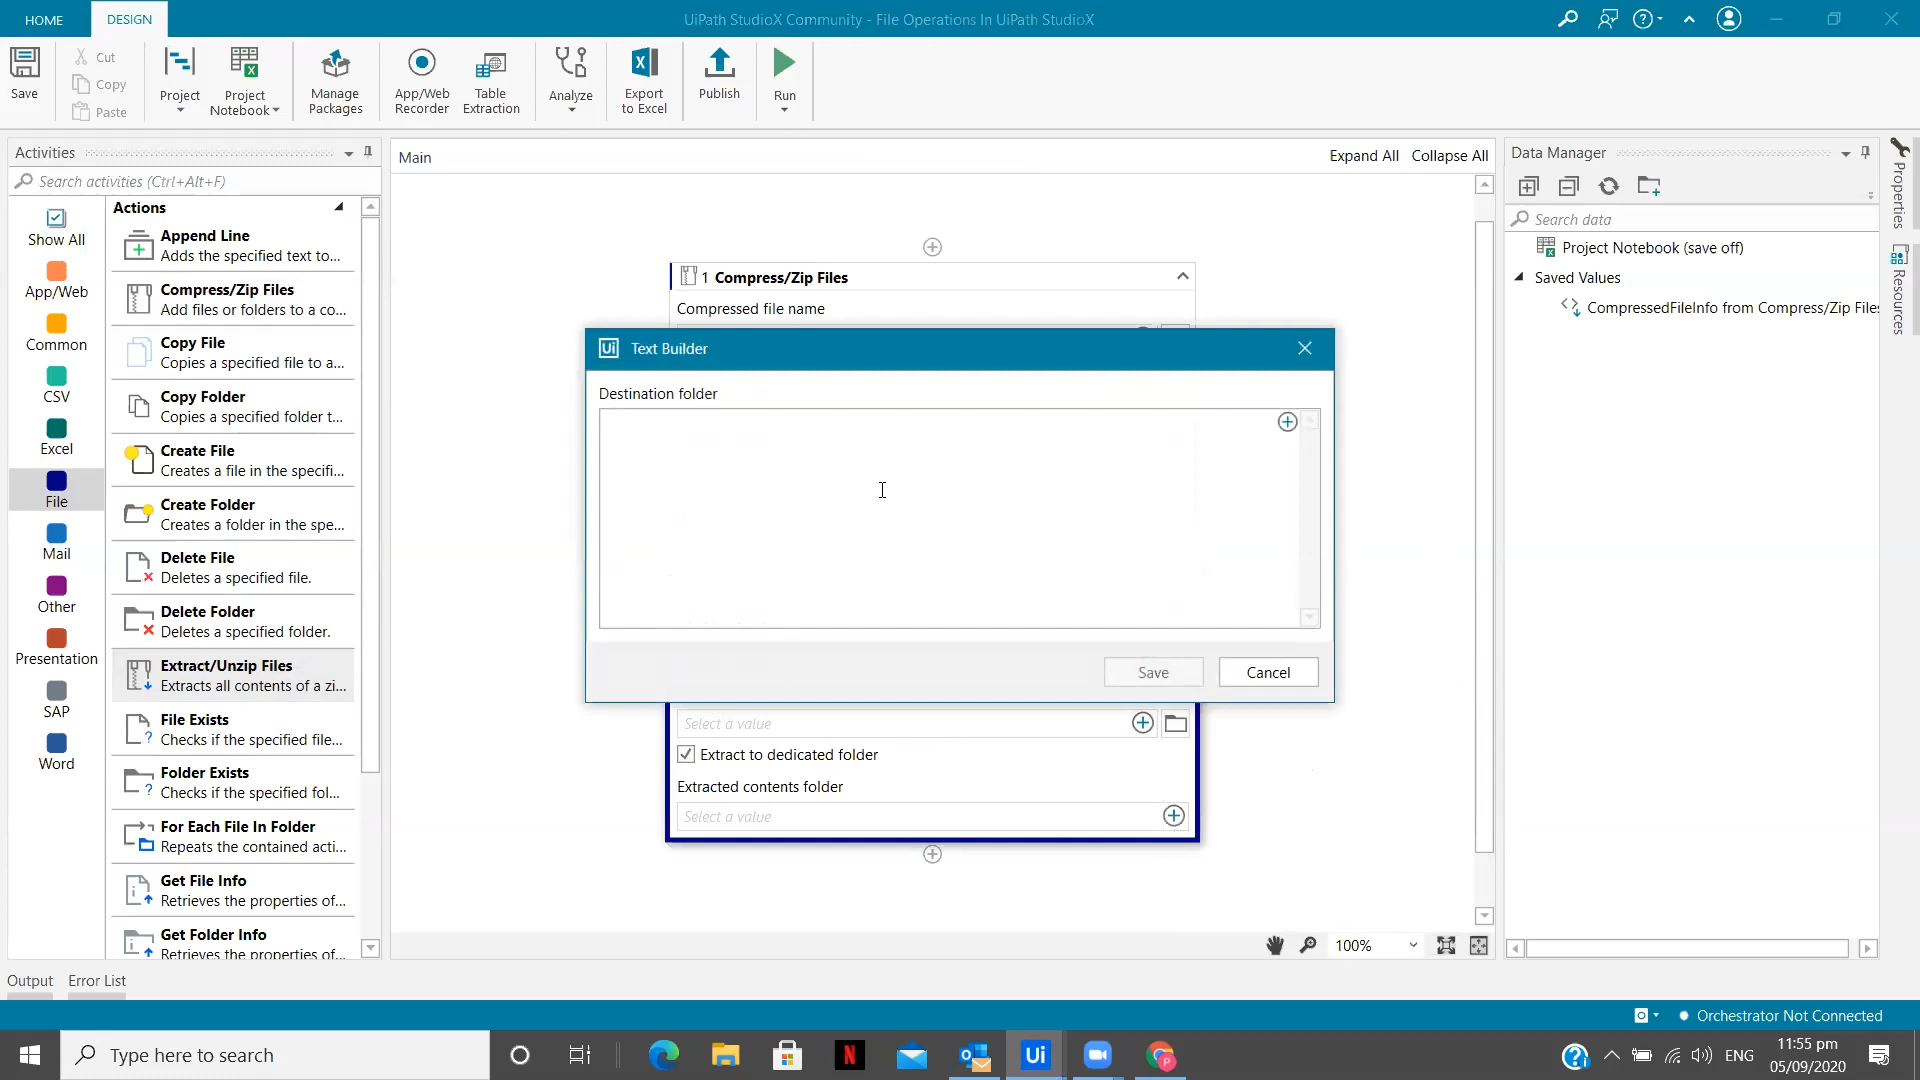 HOME
DESIGN
UiPath StudioX Community - File Operations In UiPath StudioX
Save
Cut
Copy
Paste
Project
Project
Notebook
Manage
Packages
App/Web
Recorder
Table
Extraction
Analyze
Export
to Excel
Publish
Run
Activities
Search activities (Ctrl+Alt+F)
Show All
App/Web
Common
CSV
Excel
File
Mail
Other
Presentation
SAP
Word
Actions
Append Line
Adds the specified text to...
Compress/Zip Files
Add files or folders to a co...
Copy File
Copies a specified file to a...
Copy Folder
Copies a specified folder t...
Create File
Creates a file in the specifi...
Create Folder
Creates a folder in the spe...
Delete File
Deletes a specified file.
Delete Folder
Deletes a specified folder.
Extract/Unzip Files
Extracts all contents of a zi...
File Exists
Checks if the specified file...
Folder Exists
Checks if the specified fol...
For Each File In Folder
Repeats the contained acti...
Get File Info
Retrieves the properties of...
Get Folder Info
Retrieves the properties of...
Main
Expand All
Collapse All
1 Compress/Zip Files
Compressed file name
Ui Text Builder
Destination folder
Save
Cancel
Select a value
Extract to dedicated folder
Extracted contents folder
Select a value
100%
Data Manager
Search data
Project Notebook (save off)
Saved Values
CompressedFileInfo from Compress/Zip Files
Properties
Resources
Output
Error List
Orchestrator Not Connected
Type here to search
N
Ui
P
ENG
11:55 pm
05/09/2020